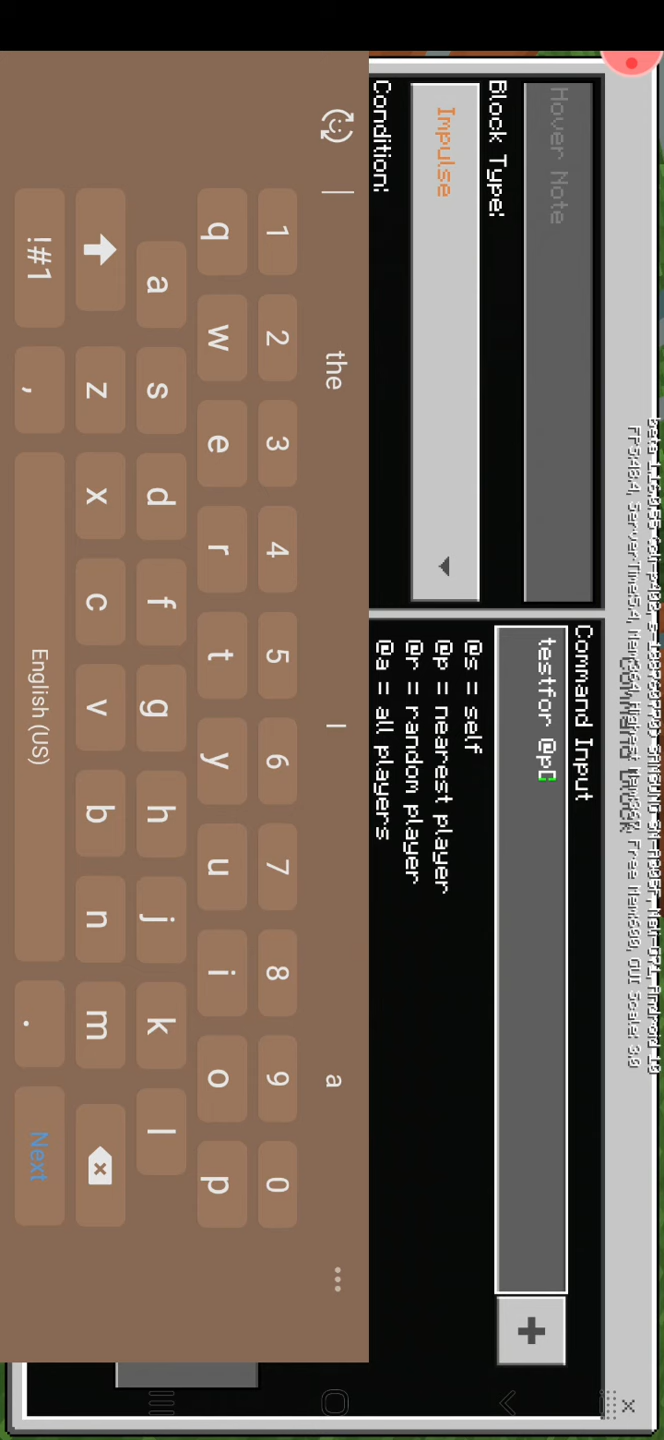 COMMAND BLOCK
Hover Note
Block Type:
Impulse
Condition:
Command Input
testfor @p
@s = self
@p = nearest player
@r = random player
@a = all players
| the I a ...
1 2 3 4 5 6 7 8 9 0
q w e r t y u i o p
a s d f g h j k l
z x c v b n m
!#1 , English (US) . Next